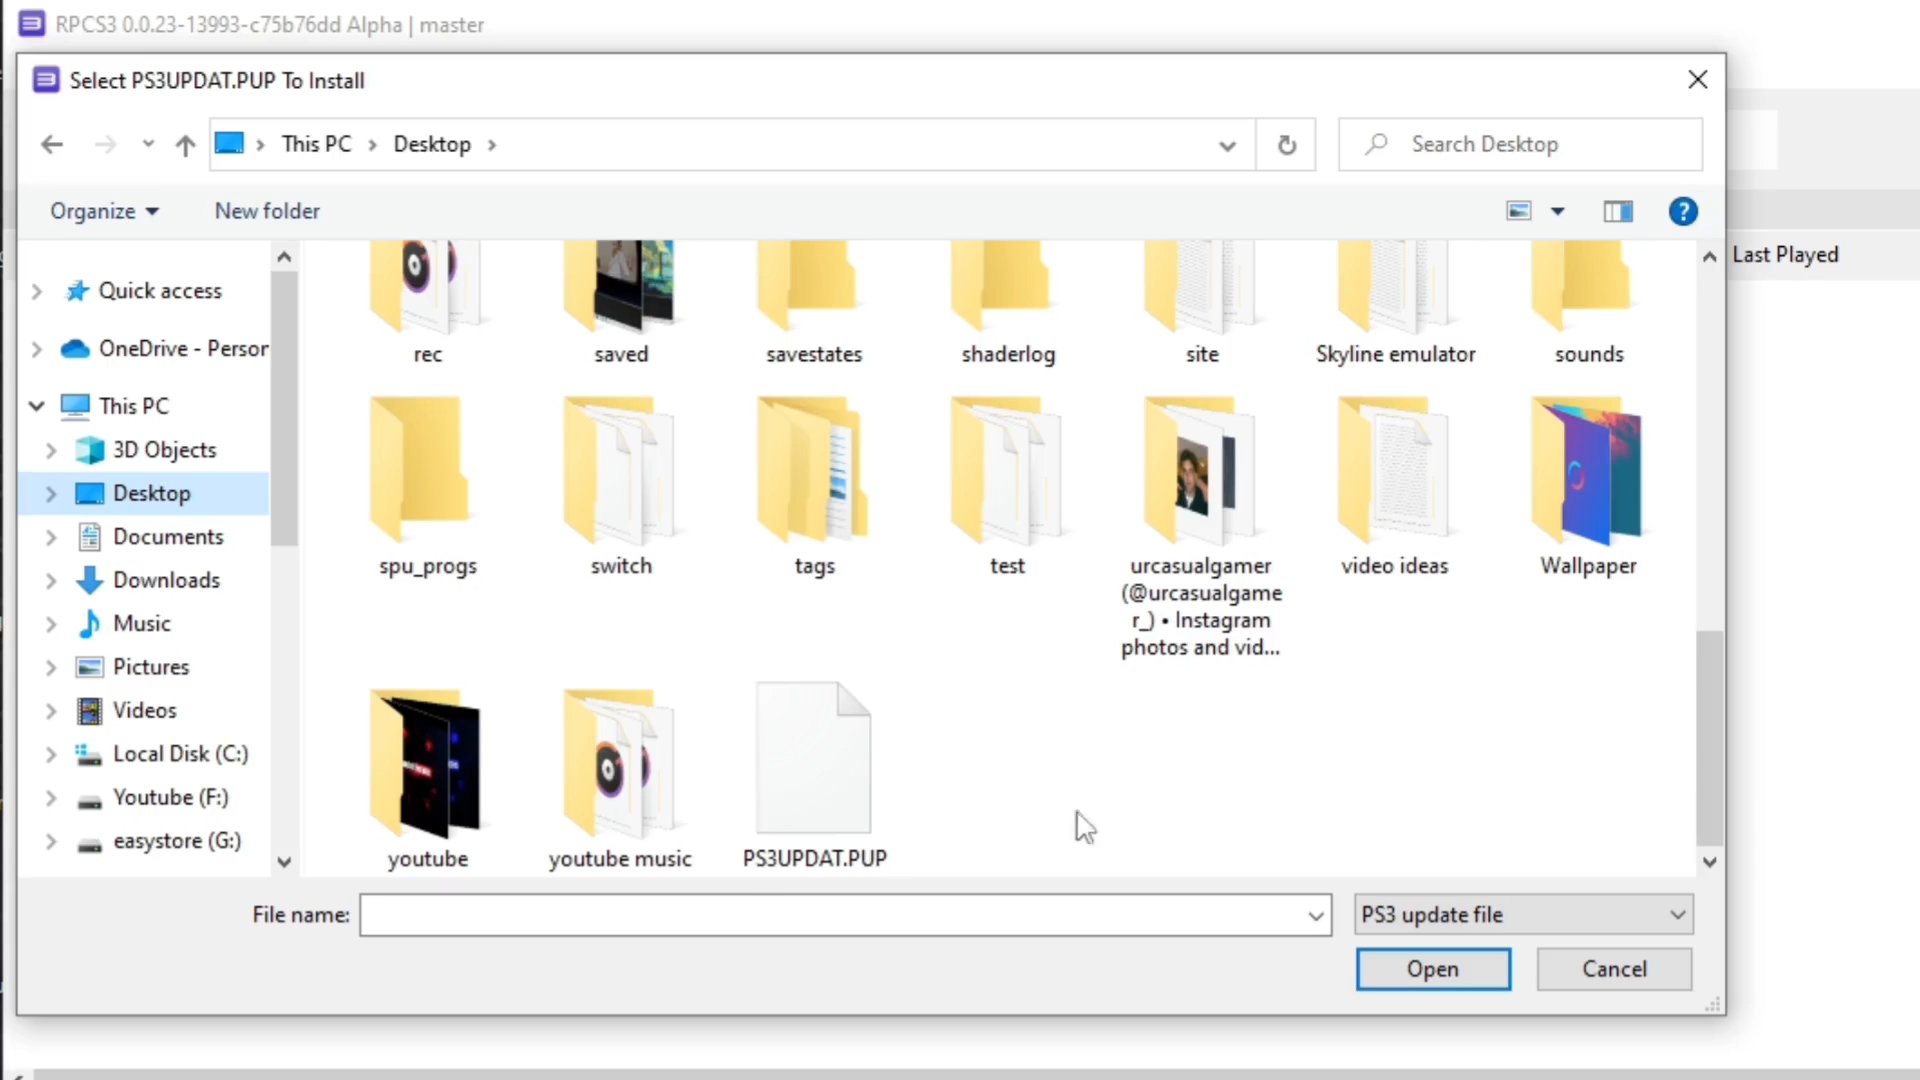 RPCS3 0.0.23-13993-c75b76dd Alpha | master
Select PS3UPDAT.PUP To Install
This PC > Desktop >
Search Desktop
Organize
New folder
Last Played
Quick access
OneDrive - Person
This PC
3D Objects
Desktop
Documents
Downloads
Music
Pictures
Videos
Local Disk (C:)
Youtube (F:)
easystore (G:)
rec
saved
savestates
shaderlog
site
Skyline emulator
sounds
spu_progs
switch
tags
test
urcasualgamer
(@urcasualgame
r_) • Instagram
photos and vid...
video ideas
Wallpaper
youtube
youtube music
PS3UPDAT.PUP
File name:
PS3 update file
Open
Cancel